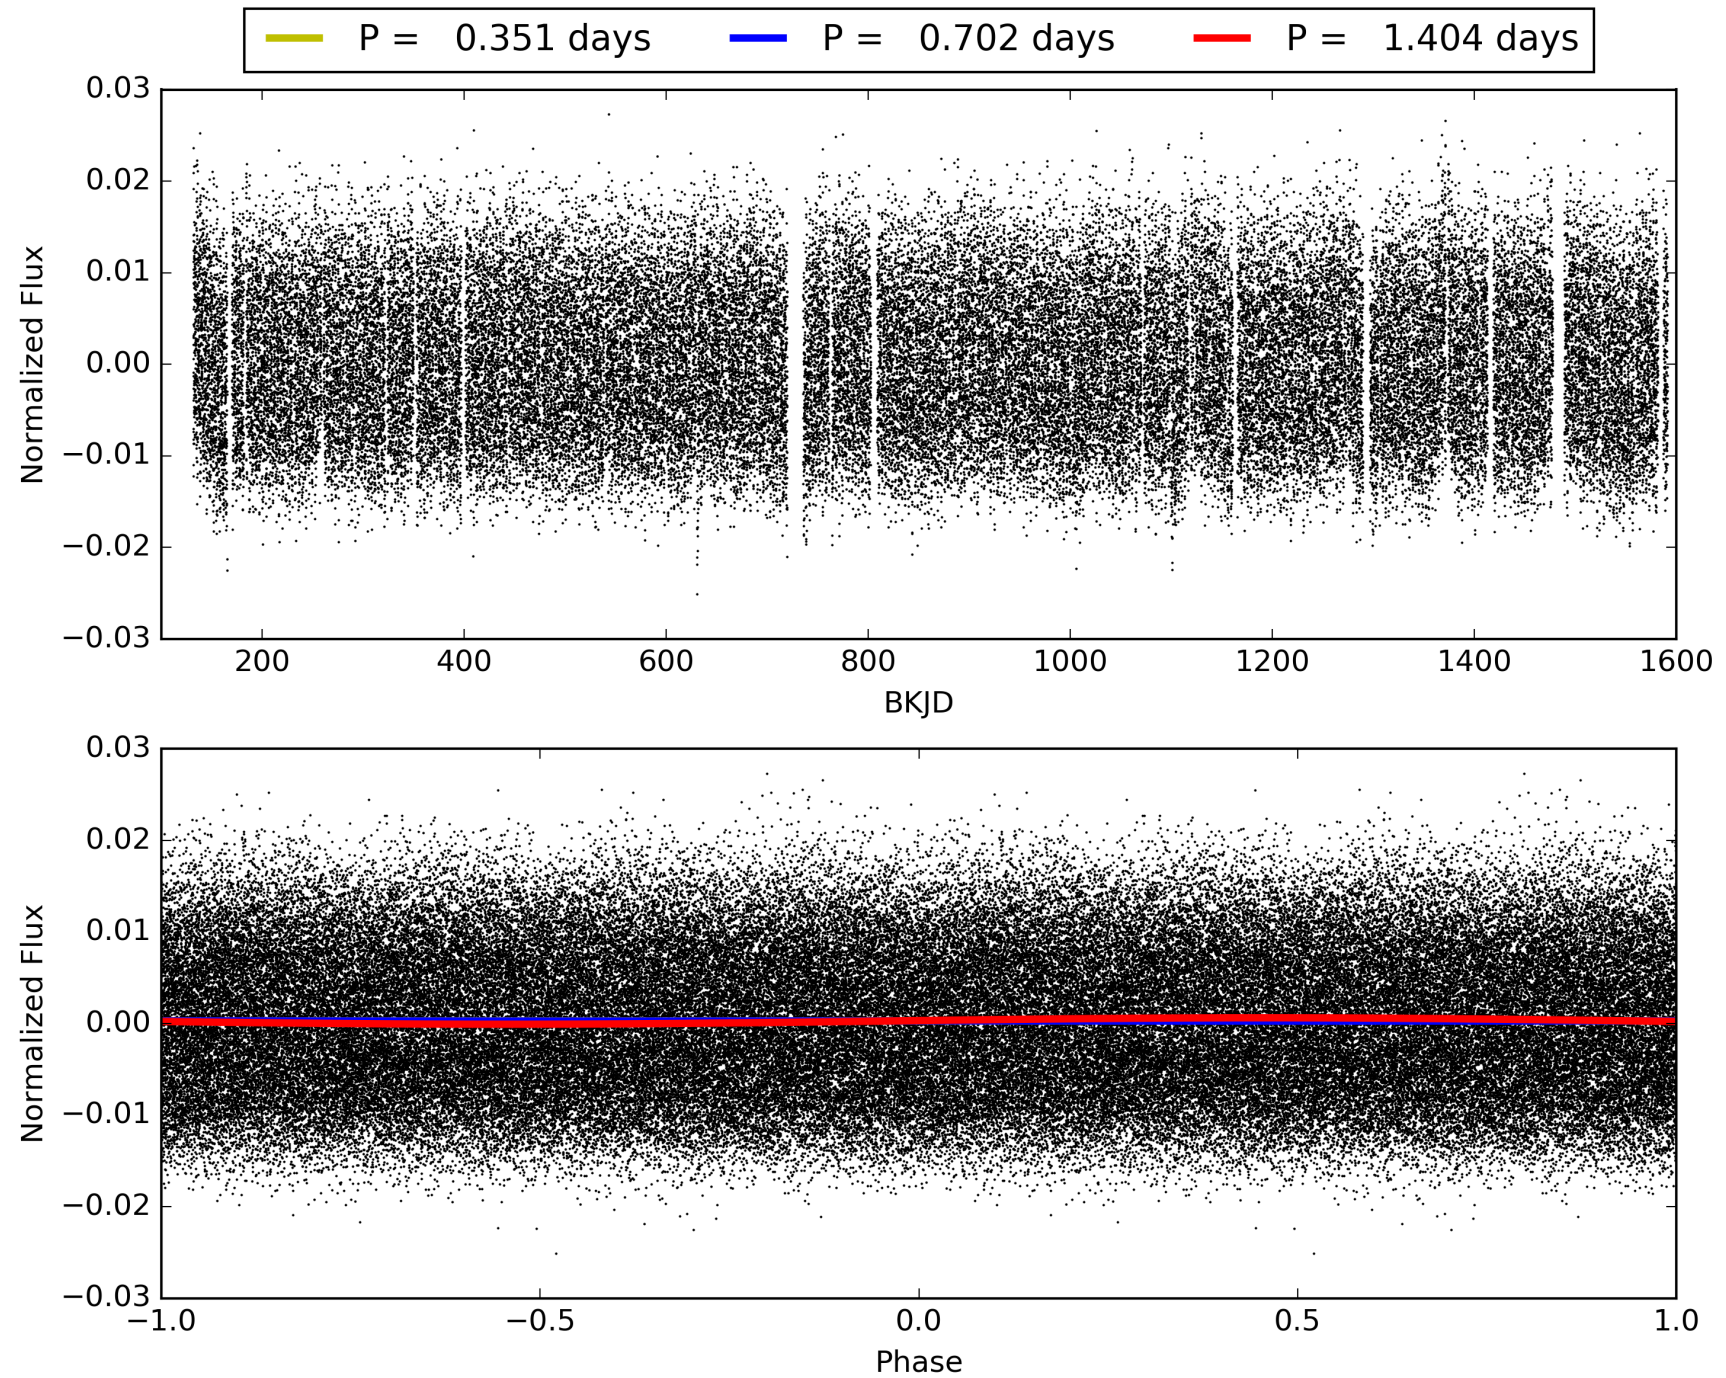 P = 0.351 days P = 0.702 days P = 1.404 days
0.03
0.02
0.01
0.00
−0.01
−0.02
−0.03
Normalized Flux
200 400 600 800 1000 1200 1400 1600
BKJD
0.03
0.02
0.01
0.00
−0.01
−0.02
−0.03
Normalized Flux
−1.0 −0.5 0.0 0.5 1.0
Phase